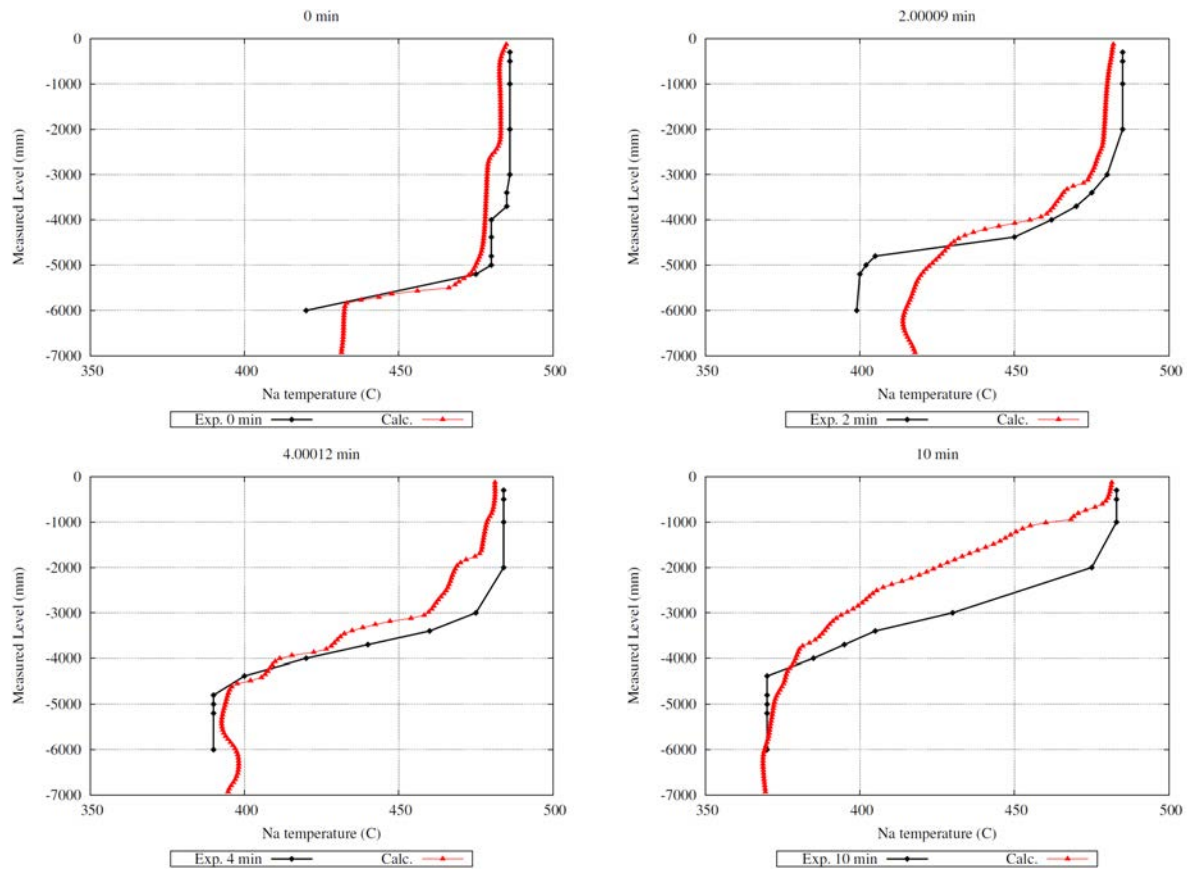 0 min
0
-1000
-2000
-3000
-4000
-5000
-6000
-7000
Measured Level (mm)
350 400 450 500
Na temperature (C)
Exp. 0 min Calc.
2.00009 min
0
-1000
-2000
-3000
-4000
-5000
-6000
-7000
Measured Level (mm)
350 400 450 500
Na temperature (C)
Exp. 2 min Calc.
4.00012 min
0
-1000
-2000
-3000
-4000
-5000
-6000
-7000
Measured Level (mm)
350 400 450 500
Na temperature (C)
Exp. 4 min Calc.
10 min
0
-1000
-2000
-3000
-4000
-5000
-6000
-7000
Measured Level (mm)
350 400 450 500
Na temperature (C)
Exp. 10 min Calc.